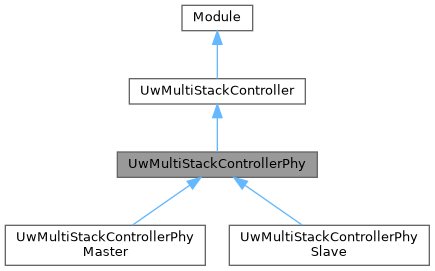 Module
UwMultiStackController
UwMultiStackControllerPhy
UwMultiStackControllerPhy
Master
UwMultiStackControllerPhy
Slave